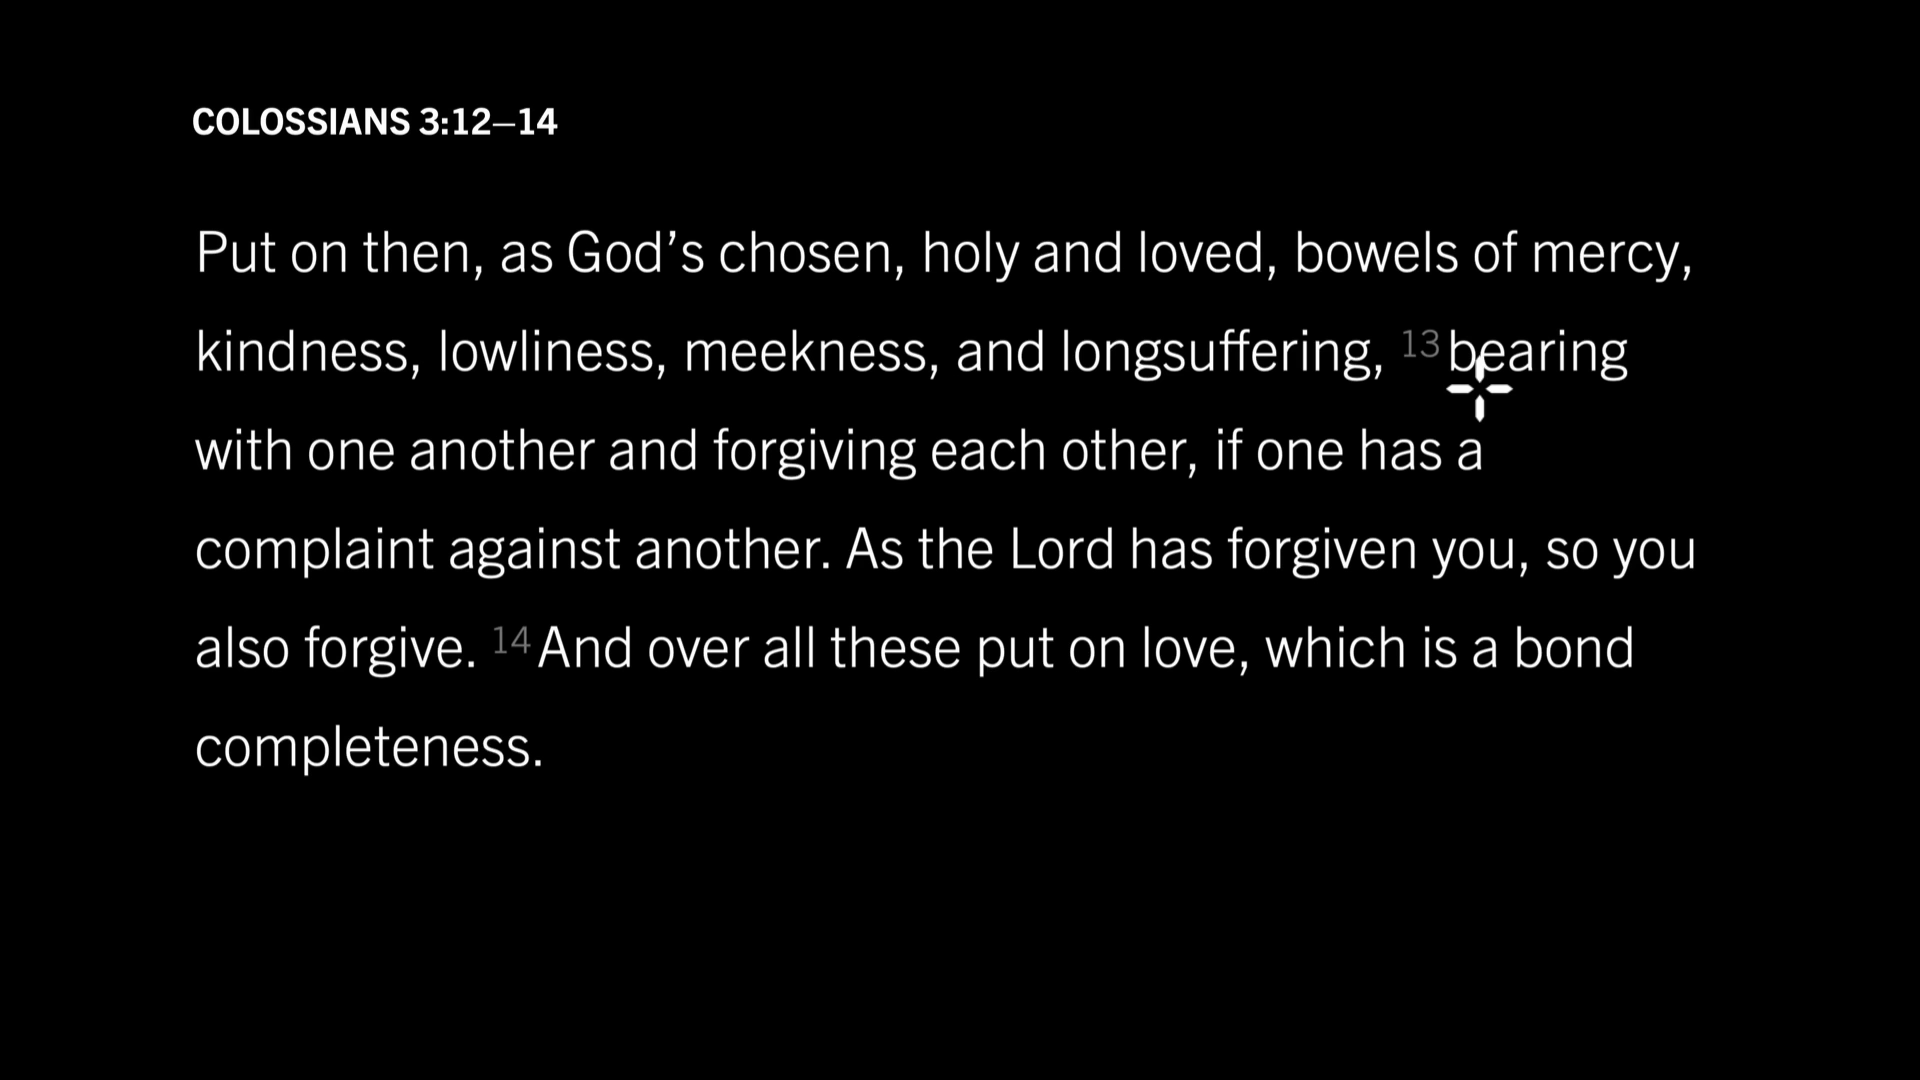 COLOSSIANS 3:12–14
Put on then, as God’s chosen, holy and loved, bowels of mercy,
kindness, lowliness, meekness, and longsuffering, 13 bearing
with one another and forgiving each other, if one has a
complaint against another. As the Lord has forgiven you, so you
also forgive. 14 And over all these put on love, which is a bond
completeness.